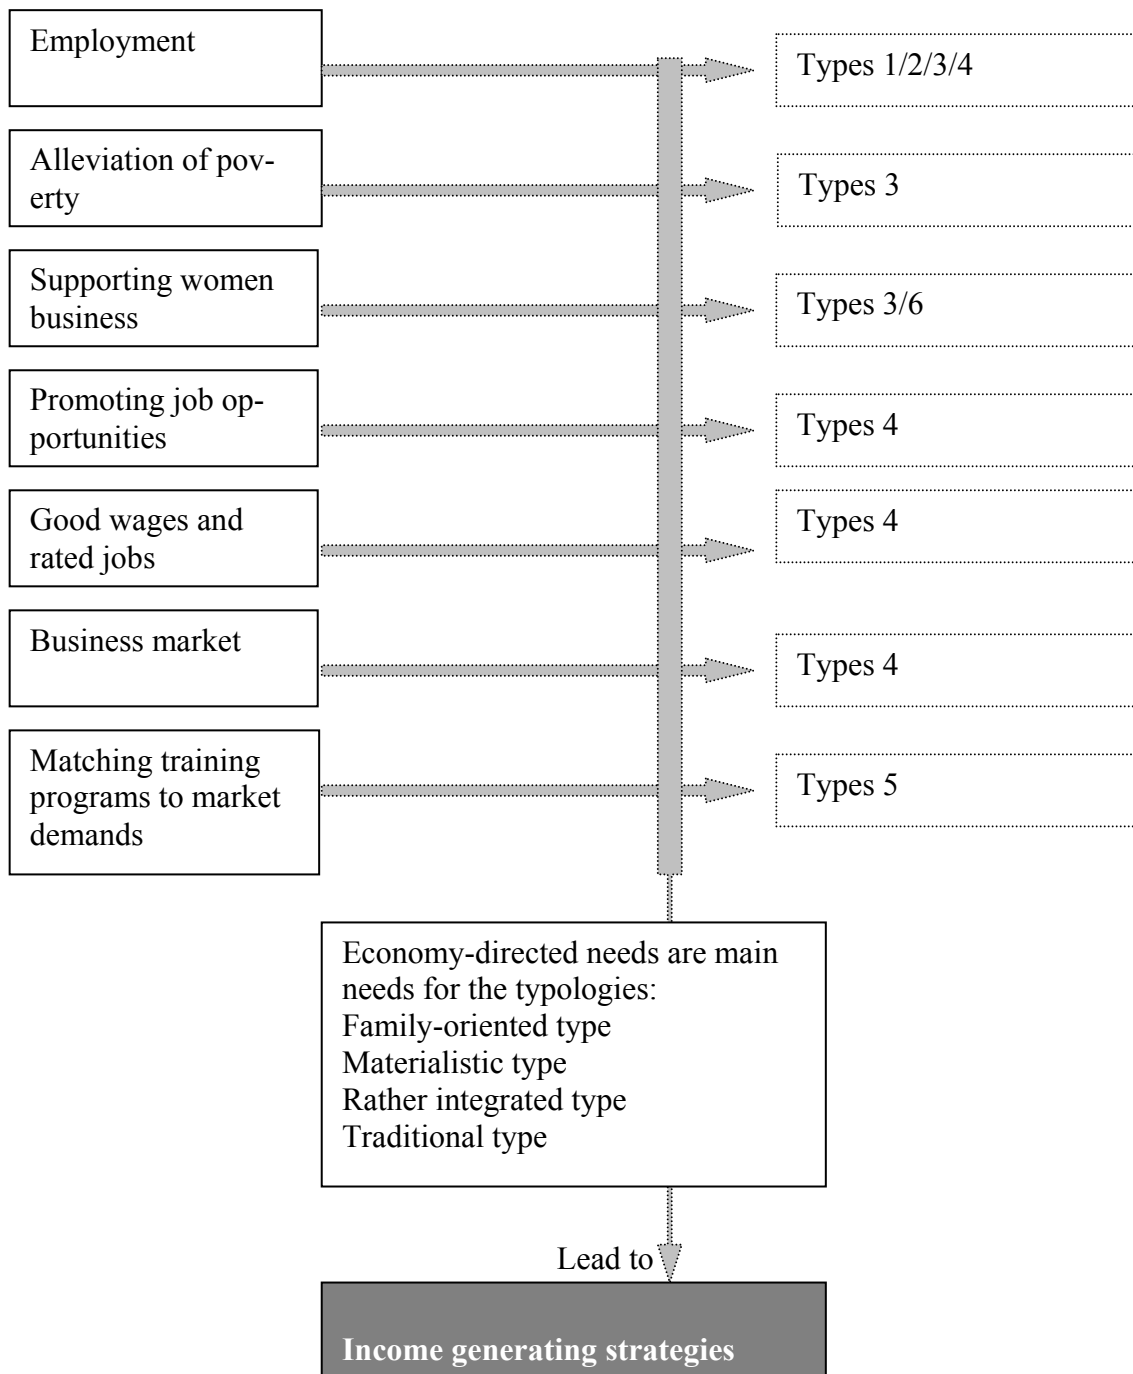 Employment
Types 1/2/3/4
Alleviation of pov-
erty
Types 3
Supporting women
business
Types 3/6
Promoting job op-
portunities
Types 4
Good wages and
rated jobs
Types 4
Business market
Types 4
Matching training
programs to market
demands
Types 5
Economy-directed needs are main
needs for the typologies:
Family-oriented type
Materialistic type
Rather integrated type
Traditional type
Lead to
Income generating strategies